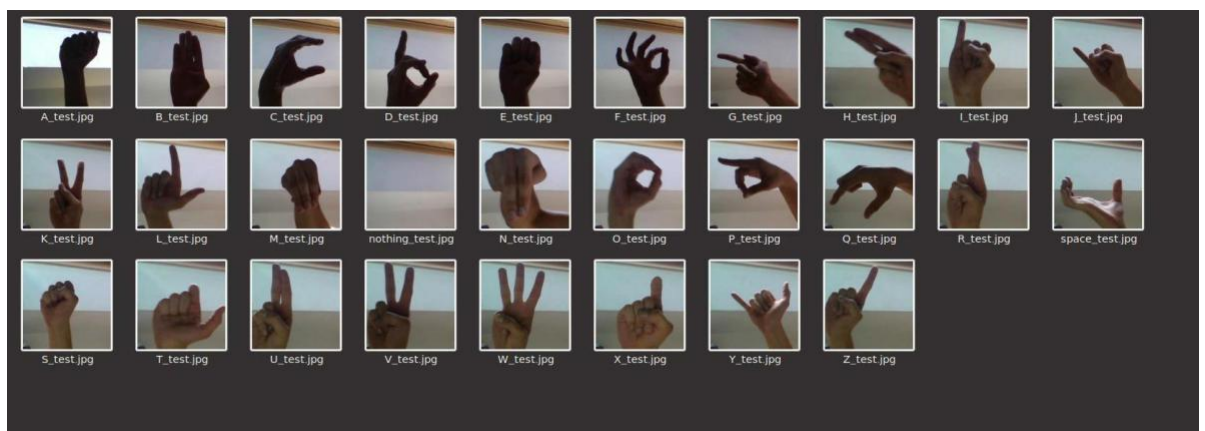 A_test.jpg B_test.jpg C_test.jpg D_test.jpg E_test.jpg F_test.jpg G_test.jpg H_test.jpg I_test.jpg J_test.jpg
K_test.jpg L_test.jpg M_test.jpg nothing_test.jpg N_test.jpg O_test.jpg P_test.jpg Q_test.jpg R_test.jpg space_test.jpg
S_test.jpg T_test.jpg U_test.jpg V_test.jpg W_test.jpg X_test.jpg Y_test.jpg Z_test.jpg